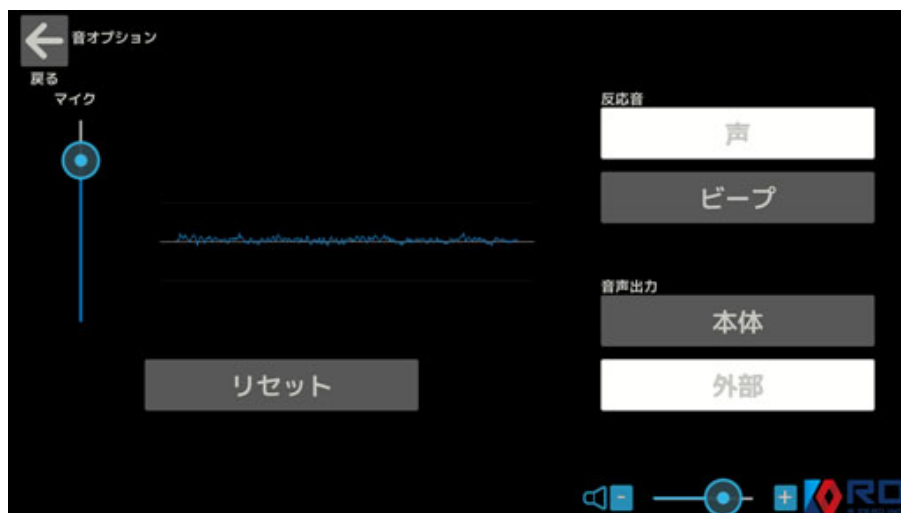 音オプション
戻る
マイク
反応音
声
ビープ
音声出力
本体
外部
リセット
- +
RD